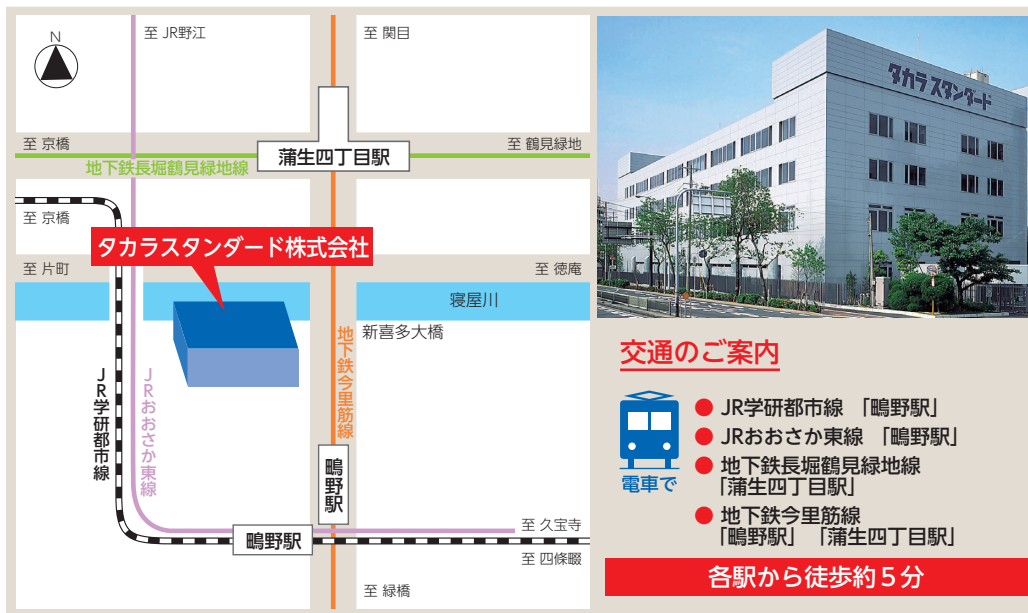 N
至 JR野江
至 関目
至 京橋
至 鶴見緑地
地下鉄長堀鶴見緑地線
蒲生四丁目駅
至 京橋
タカラスタンダード株式会社
至 片町
至 徳庵
寝屋川
新喜多大橋
地下鉄今里筋線
JR学研都市線
JRおおさか東線
鴫野駅
鴫野駅
至 久宝寺
至 四條畷
至 緑橋
タカラスタンダード
交通のご案内
電車で
● JR学研都市線 「鴫野駅」
● JRおおさか東線 「鴫野駅」
● 地下鉄長堀鶴見緑地線
「蒲生四丁目駅」
● 地下鉄今里筋線
「鴫野駅」 「蒲生四丁目駅」
各駅から徒歩約5分